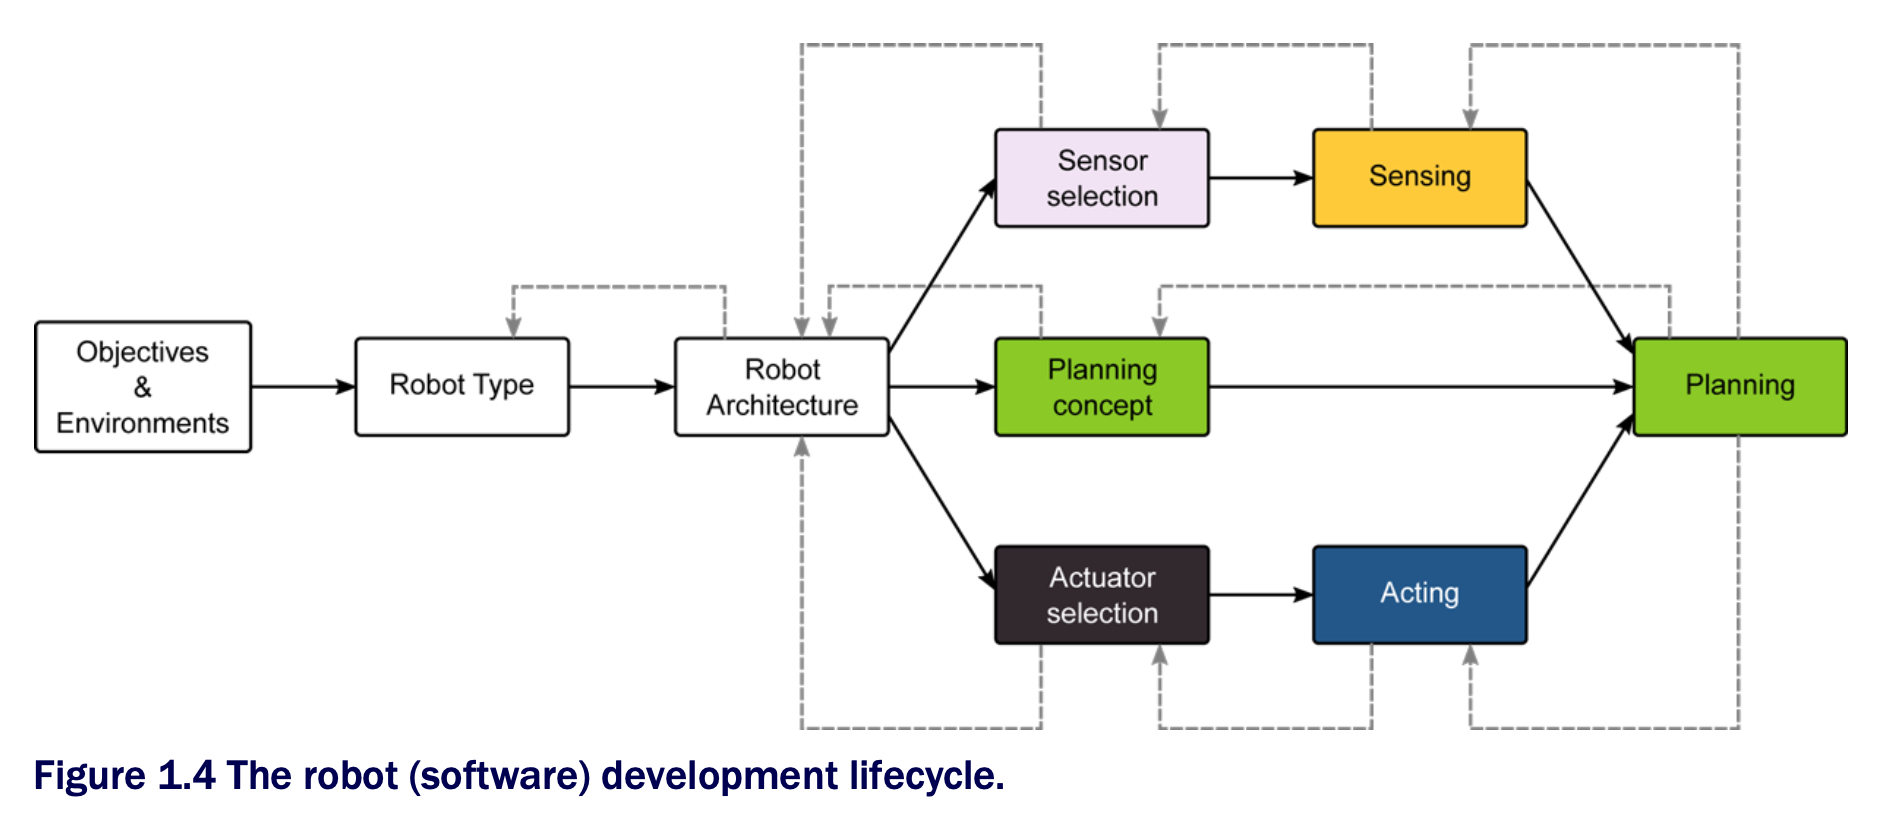 Sensor
selection
Sensing
Objectives
&
Environments
Robot Type
Robot
Architecture
Planning
concept
Planning
Actuator
selection
Acting
Figure 1.4 The robot (software) development lifecycle.